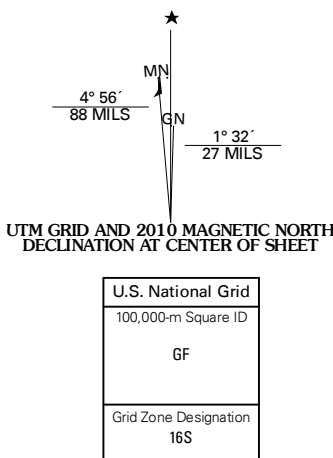 MN.
4° 56´
88 MILS
GN
1° 32´
27 MILS
UTM GRID AND 2010 MAGNETIC NORTH
DECLINATION AT CENTER OF SHEET
U.S. National Grid
100,000-m Square ID
GF
Grid Zone Designation
16S